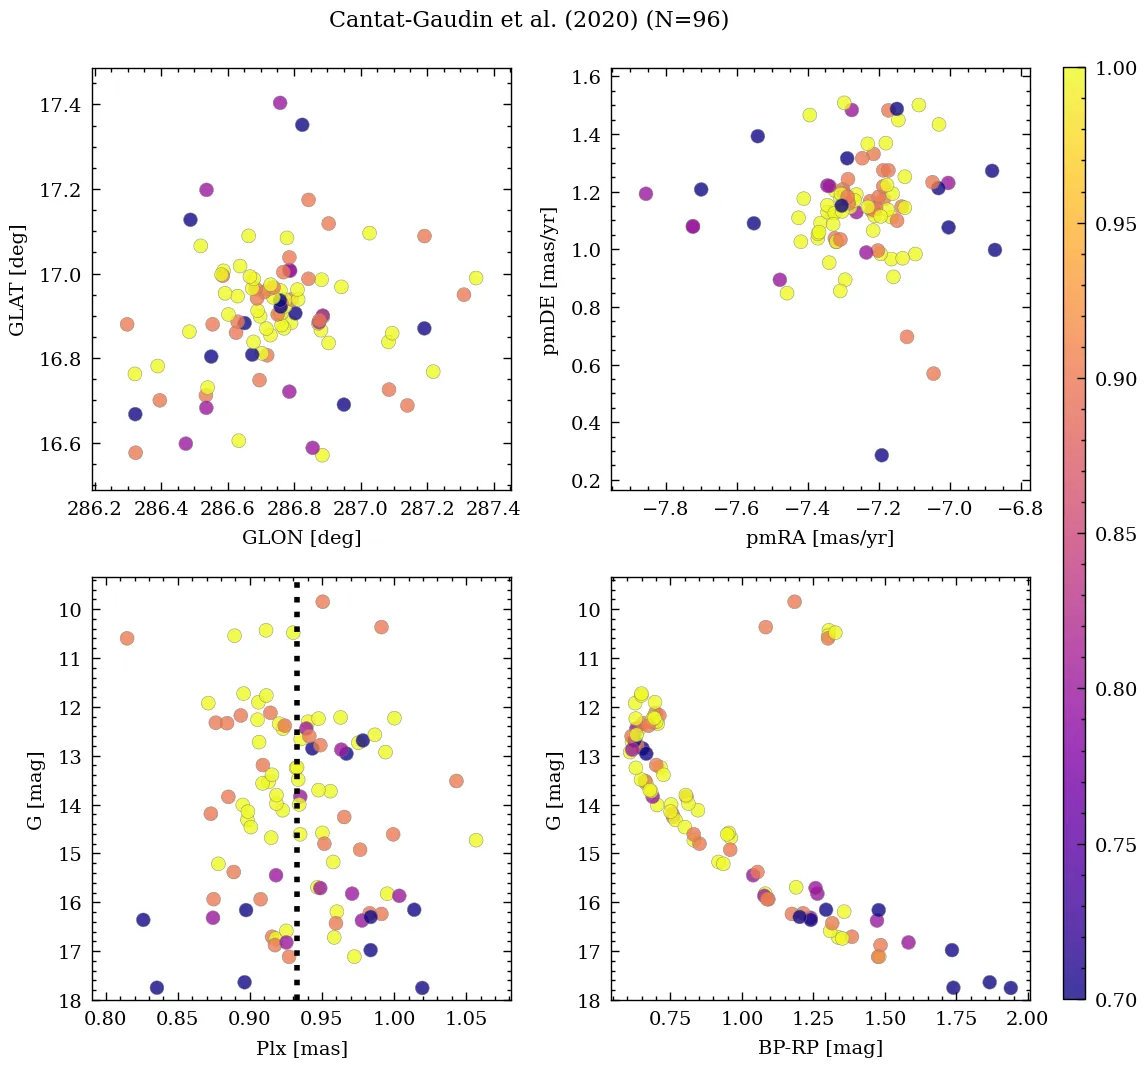 Cantat-Gaudin et al. (2020) (N=96)
GLAT [deg]
17.4
17.2
17.0
16.8
16.6
286.2 286.4 286.6 286.8 287.0 287.2 287.4
GLON [deg]
pmDE [mas/yr]
1.6
1.4
1.2
1.0
0.8
0.6
0.4
0.2
−7.8 −7.6 −7.4 −7.2 −7.0 −6.8
pmRA [mas/yr]
G [mag]
10
11
12
13
14
15
16
17
18
0.80 0.85 0.90 0.95 1.00 1.05
Plx [mas]
G [mag]
10
11
12
13
14
15
16
17
18
0.75 1.00 1.25 1.50 1.75 2.00
BP-RP [mag]
1.00
0.95
0.90
0.85
0.80
0.75
0.70